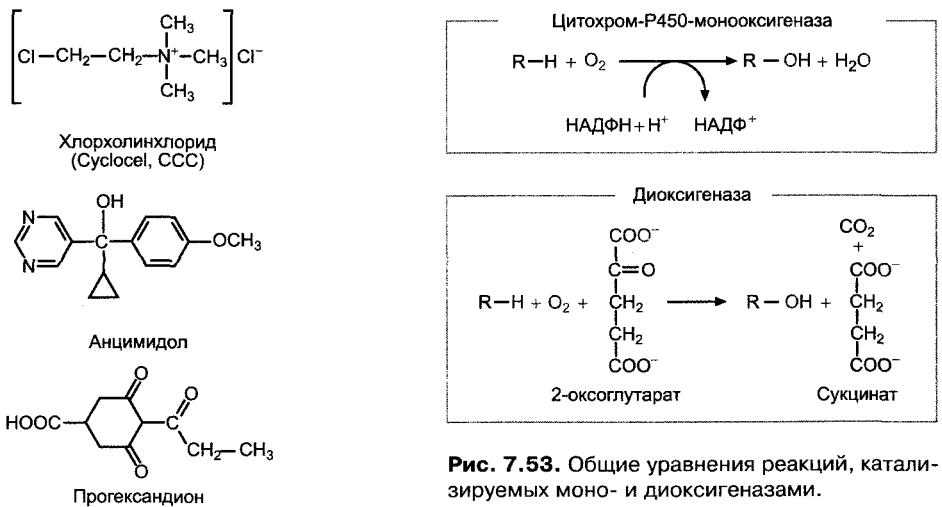 CH₃
[Cl—CH₂—CH₂—N⁺—CH₃]Cl⁻
CH₃
Хлорхолинхлорид
(Cyclocel, CCC)
OH
N
C
OCH₃
N
Анцимидол
O
O
HOOC
C
CH₂—CH₃
O
Прогександион
Цитохром-Р450-монооксигеназа
R—H + O₂
R—OH + H₂O
НАДФН + Н⁺
НАДФ⁺
Диоксигеназа
COO⁻
C=O
R—H + O₂ +
CH₂
CH₂
COO⁻
2-оксоглутарат
CO₂
+
COO⁻
R—OH +
CH₂
CH₂
COO⁻
Сукцинат
Рис. 7.53. Общие уравнения реакций, катали-
зируемых моно- и диоксигеназами.